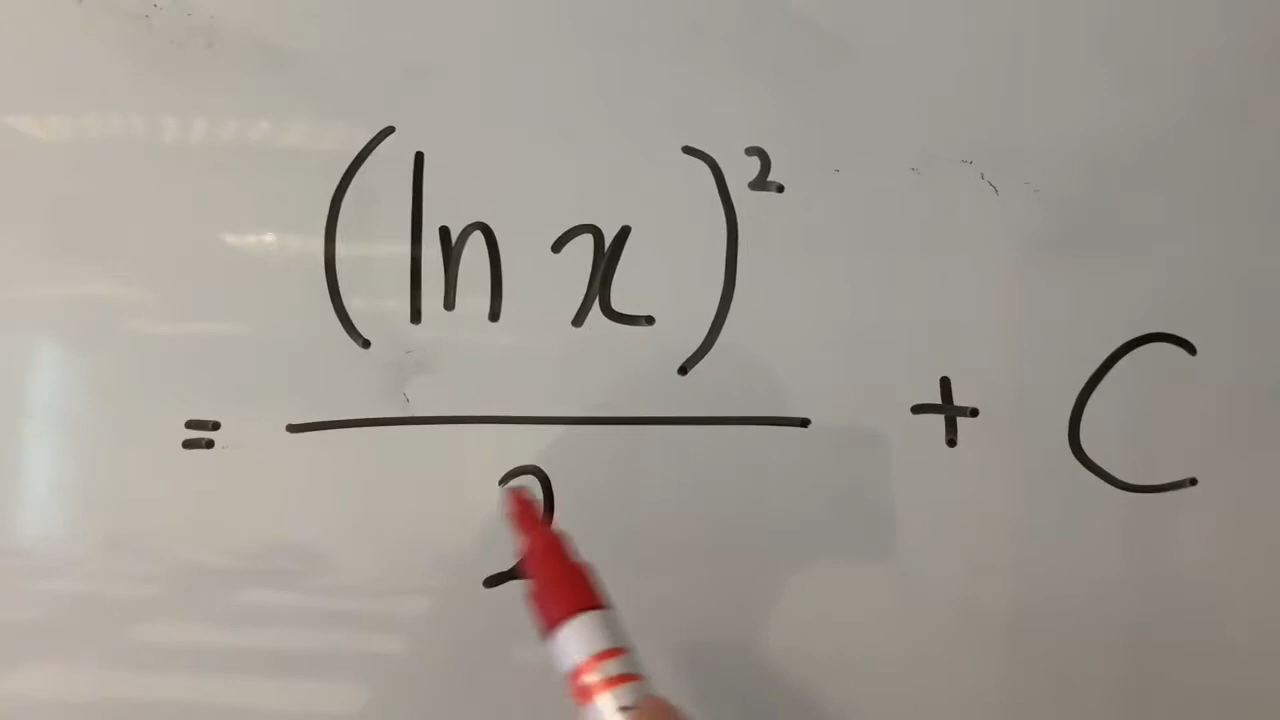 = (ln x)² / 2 + C